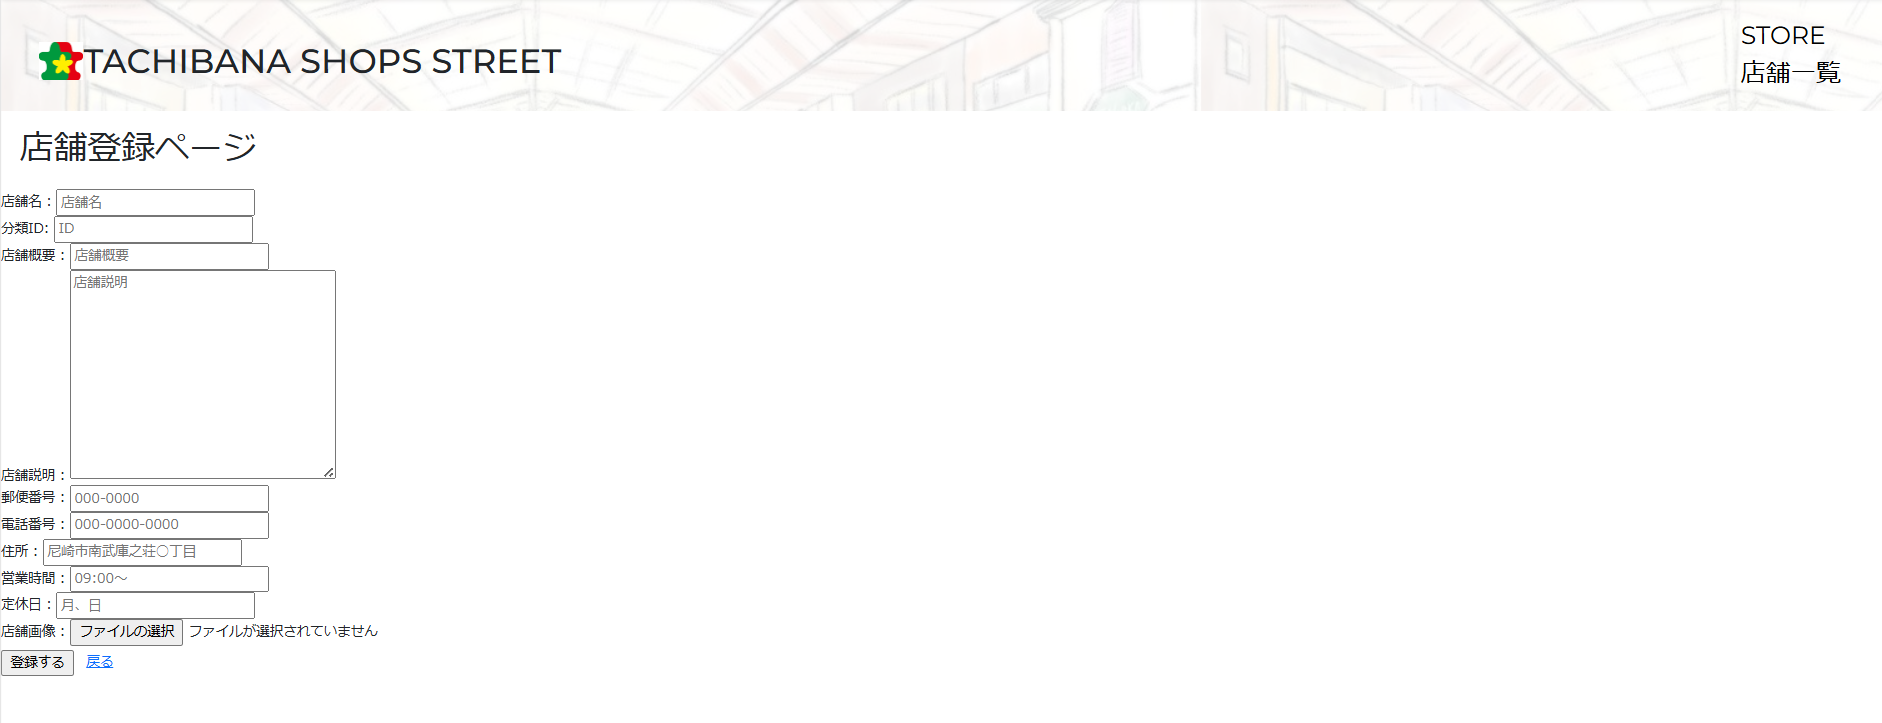 TACHIBANA SHOPS STREET
STORE
店舗一覧
店舗登録ページ
店舗名： 店舗名
分類ID: ID
店舗概要： 店舗概要
店舗説明： 店舗説明
郵便番号： 000-0000
電話番号： 000-0000-0000
住所： 尼崎市南武庫之荘○丁目
営業時間： 09:00～
定休日： 月、日
店舗画像： ファイルの選択 ファイルが選択されていません
登録する 戻る